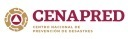 CENAPRED
CENTRO NACIONAL DE
PREVENCIÓN DE DESASTRES